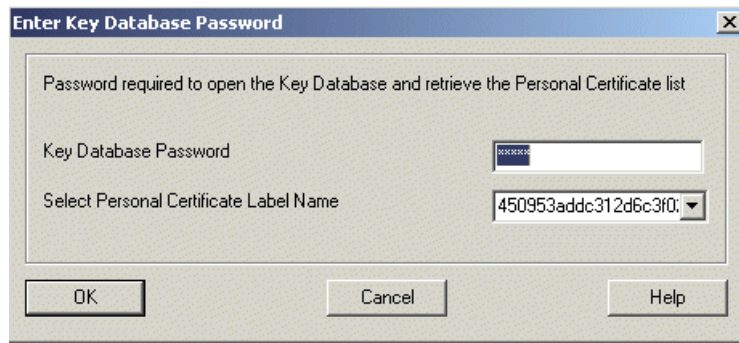 Enter Key Database Password
Password required to open the Key Database and retrieve the Personal Certificate list
Key Database Password
*****
Select Personal Certificate Label Name
450953addc312d6c3f02
OK Cancel Help